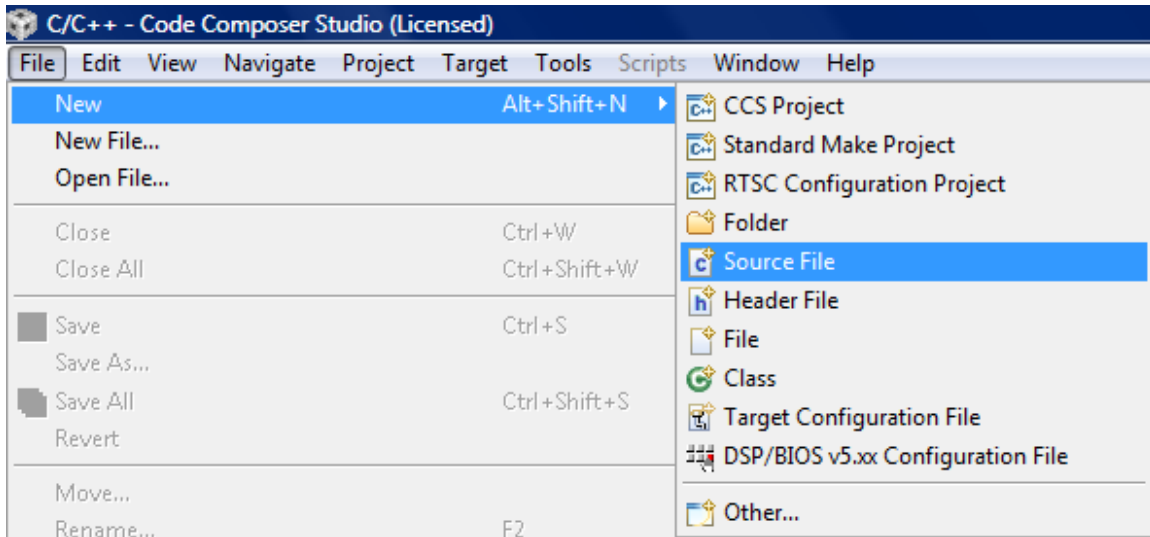 C/C++ - Code Composer Studio (Licensed)
File Edit View Navigate Project Target Tools Scripts Window Help
New Alt+Shift+N
New File...
Open File...
Close Ctrl+W
Close All Ctrl+Shift+W
Save Ctrl+S
Save As...
Save All Ctrl+Shift+S
Revert
Move...
Rename... F2
CCS Project
Standard Make Project
RTSC Configuration Project
Folder
Source File
Header File
File
Class
Target Configuration File
DSP/BIOS v5.xx Configuration File
Other...